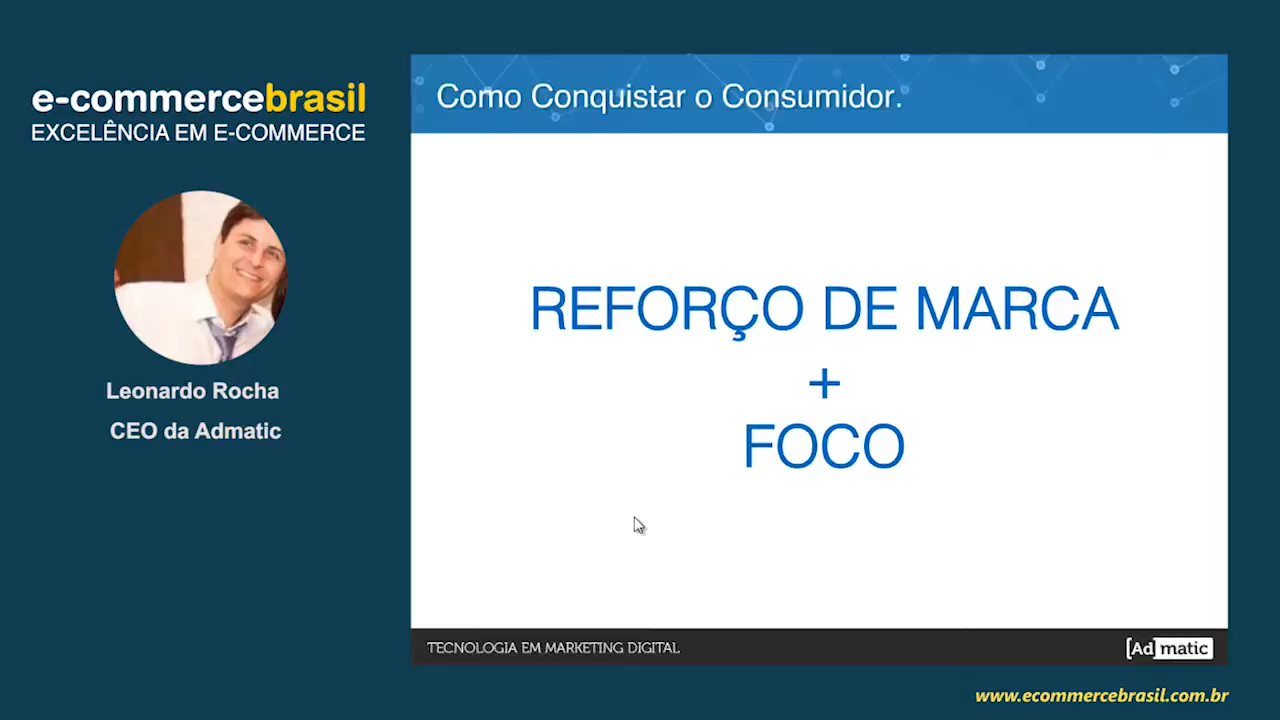 e-commercebrasil
EXCELÊNCIA EM E-COMMERCE
Leonardo Rocha
CEO da Admatic
Como Conquistar o Consumidor.
REFORÇO DE MARCA
+
FOCO
TECNOLOGIA EM MARKETING DIGITAL
[Ad]matic
www.ecommercebrasil.com.br